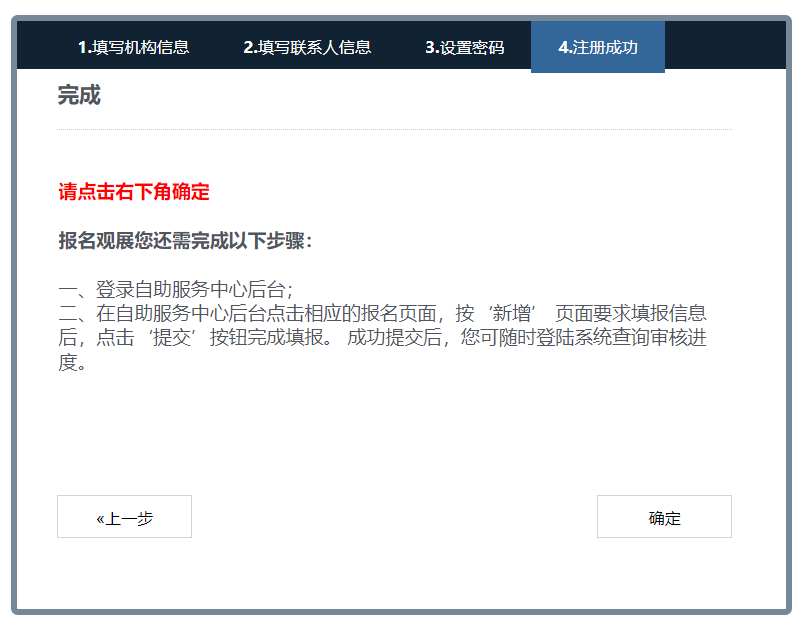 1.填写机构信息 2.填写联系人信息 3.设置密码 4.注册成功
完成
请点击右下角确定
报名观展您还需完成以下步骤：
一、登录自助服务中心后台；
二、在自助服务中心后台点击相应的报名页面，按‘新增’ 页面要求填报信息
后，点击‘提交’按钮完成填报。 成功提交后，您可随时登陆系统查询审核进
度。
«上一步 确定